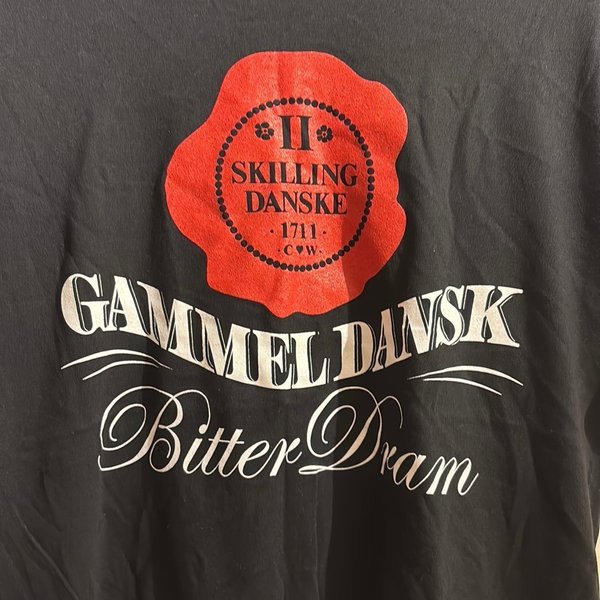 II
SKILLING
DANSKE
· 1711 ·
· C♥W ·
GAMMEL DANSK
Bitter Dram